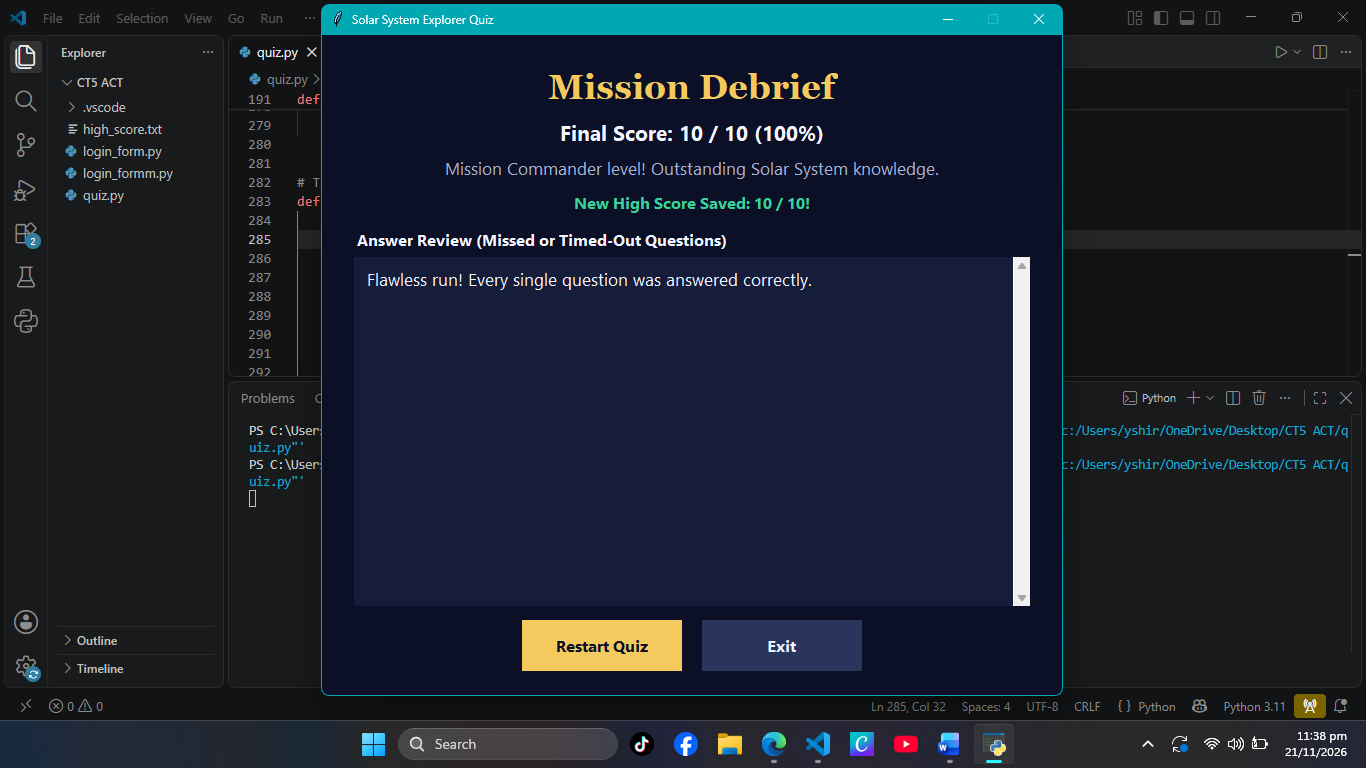 File Edit Selection View Go Run ···
Solar System Explorer Quiz
Explorer
CT5 ACT
.vscode
high_score.txt
login_form.py
login_formm.py
quiz.py
Outline
Timeline
quiz.py
quiz.py
191 def
279
280
281
282 # T
283 def
284
285
286
287
288
289
290
291
292
Mission Debrief
Final Score: 10 / 10 (100%)
Mission Commander level! Outstanding Solar System knowledge.
New High Score Saved: 10 / 10!
Answer Review (Missed or Timed-Out Questions)
Flawless run! Every single question was answered correctly.
Restart Quiz Exit
Problems
Python
PS C:\Users c:/Users/yshir/OneDrive/Desktop/CT5 ACT/q
uiz.py"'
PS C:\Users c:/Users/yshir/OneDrive/Desktop/CT5 ACT/q
uiz.py"'
2
0 0
Ln 285, Col 32 Spaces: 4 UTF-8 CRLF { } Python Python 3.11
Search
11:38 pm
21/11/2026